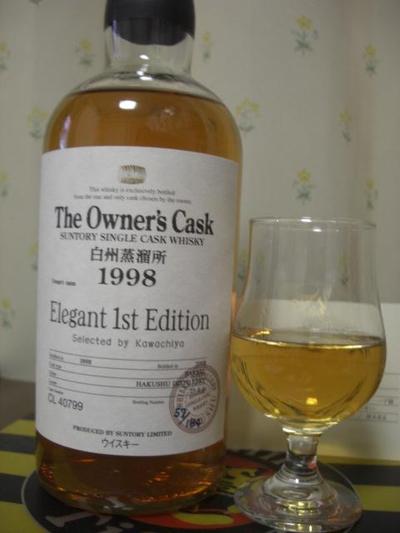 This whisky is exclusively bottled
from the one and only cask chosen by the owner.
The Owner's Cask
SUNTORY SINGLE CASK WHISKY
白州蒸溜所
1998
Elegant 1st Edition
Selected by Kawachiya
1998
HAKUSHU
CL 40799
57/184
PRODUCED BY SUNTORY LIMITED
ウイスキー